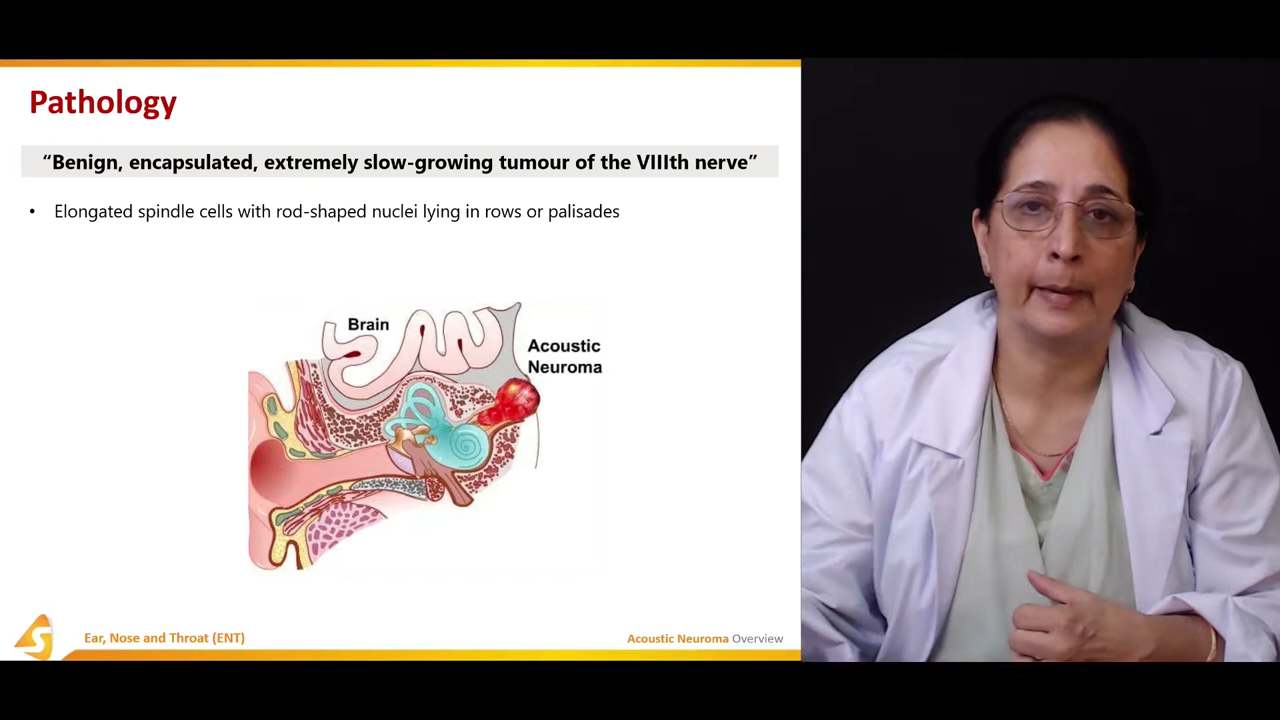 Pathology
“Benign, encapsulated, extremely slow-growing tumour of the VIIIth nerve”
• Elongated spindle cells with rod-shaped nuclei lying in rows or palisades
Brain
Acoustic
Neuroma
Ear, Nose and Throat (ENT)
Acoustic Neuroma Overview